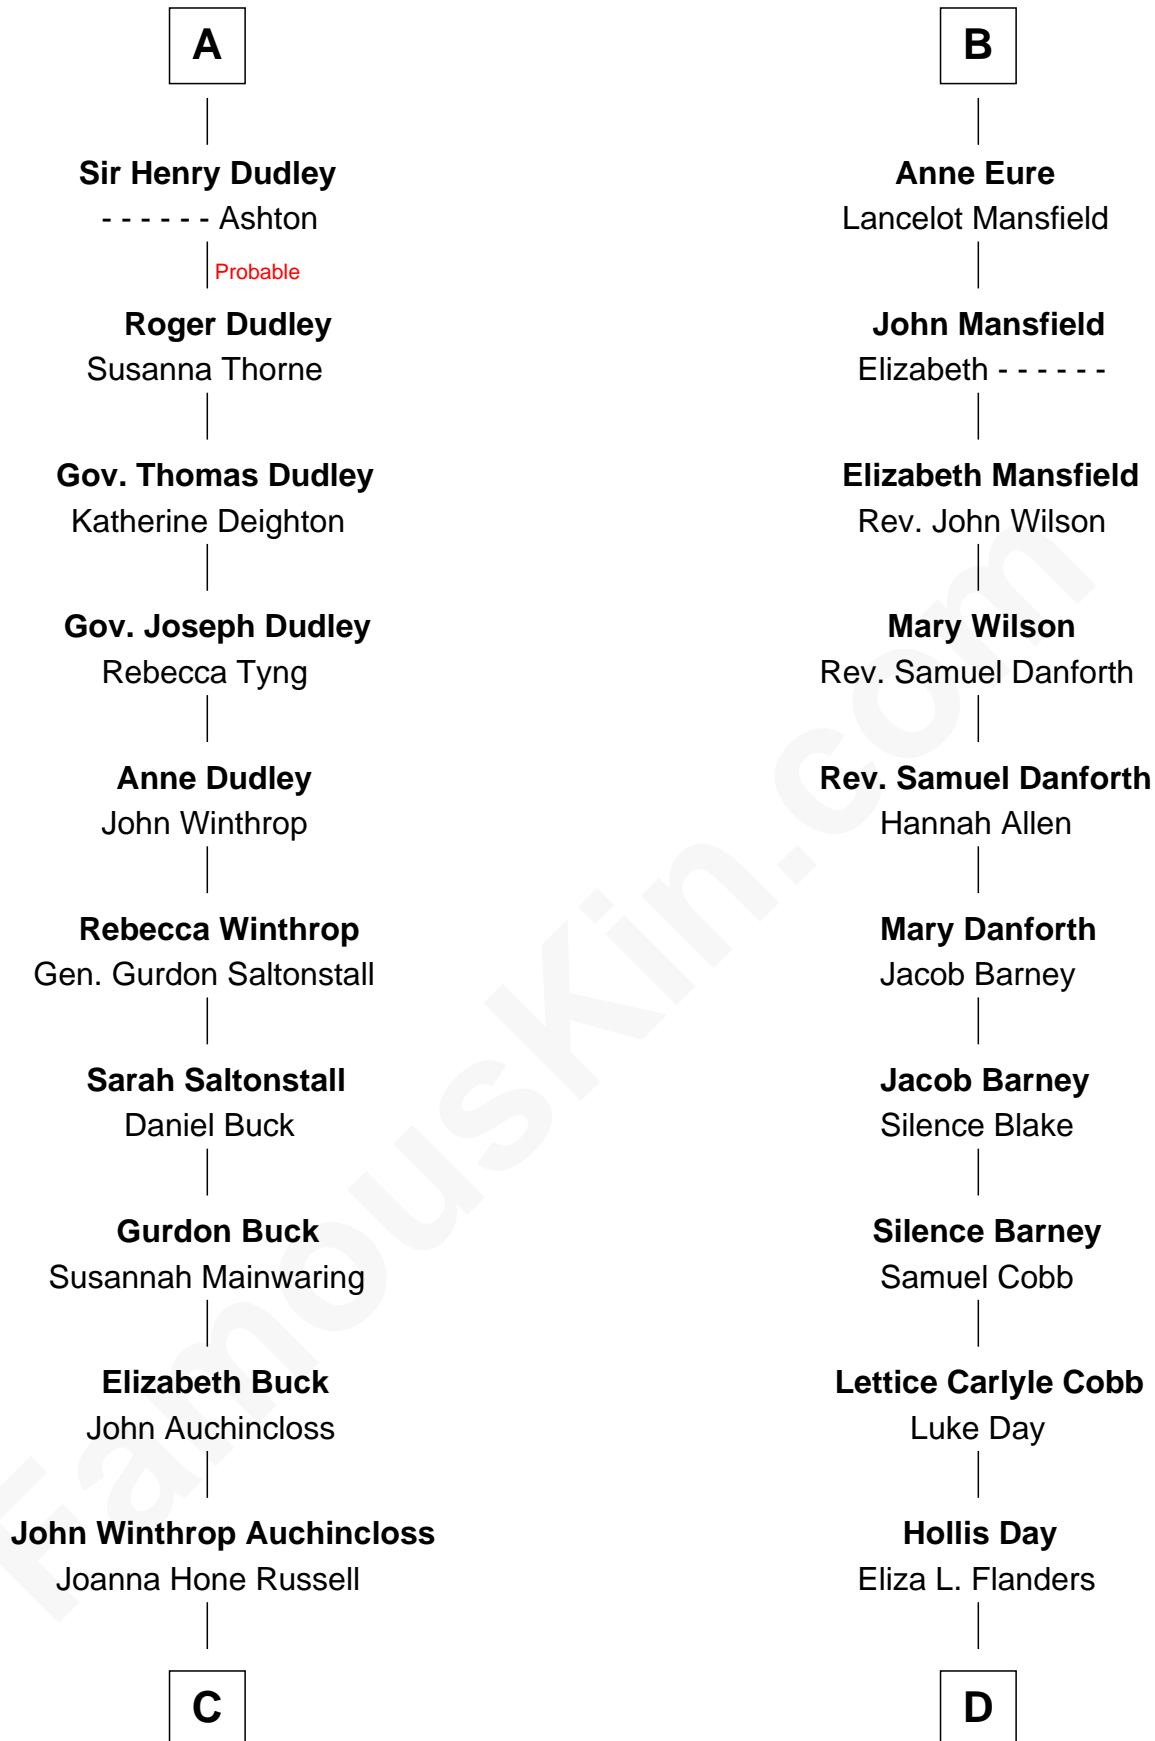 A
Sir Henry Dudley
- - - - - - Ashton
Probable
Roger Dudley
Susanna Thorne
Gov. Thomas Dudley
Katherine Deighton
Gov. Joseph Dudley
Rebecca Tyng
Anne Dudley
John Winthrop
Rebecca Winthrop
Gen. Gurdon Saltonstall
Sarah Saltonstall
Daniel Buck
Gurdon Buck
Susannah Mainwaring
Elizabeth Buck
John Auchincloss
John Winthrop Auchincloss
Joanna Hone Russell
C
B
Anne Eure
Lancelot Mansfield
John Mansfield
Elizabeth - - - - - -
Elizabeth Mansfield
Rev. John Wilson
Mary Wilson
Rev. Samuel Danforth
Rev. Samuel Danforth
Hannah Allen
Mary Danforth
Jacob Barney
Jacob Barney
Silence Blake
Silence Barney
Samuel Cobb
Lettice Carlyle Cobb
Luke Day
Hollis Day
Eliza L. Flanders
D
FamousKin.com